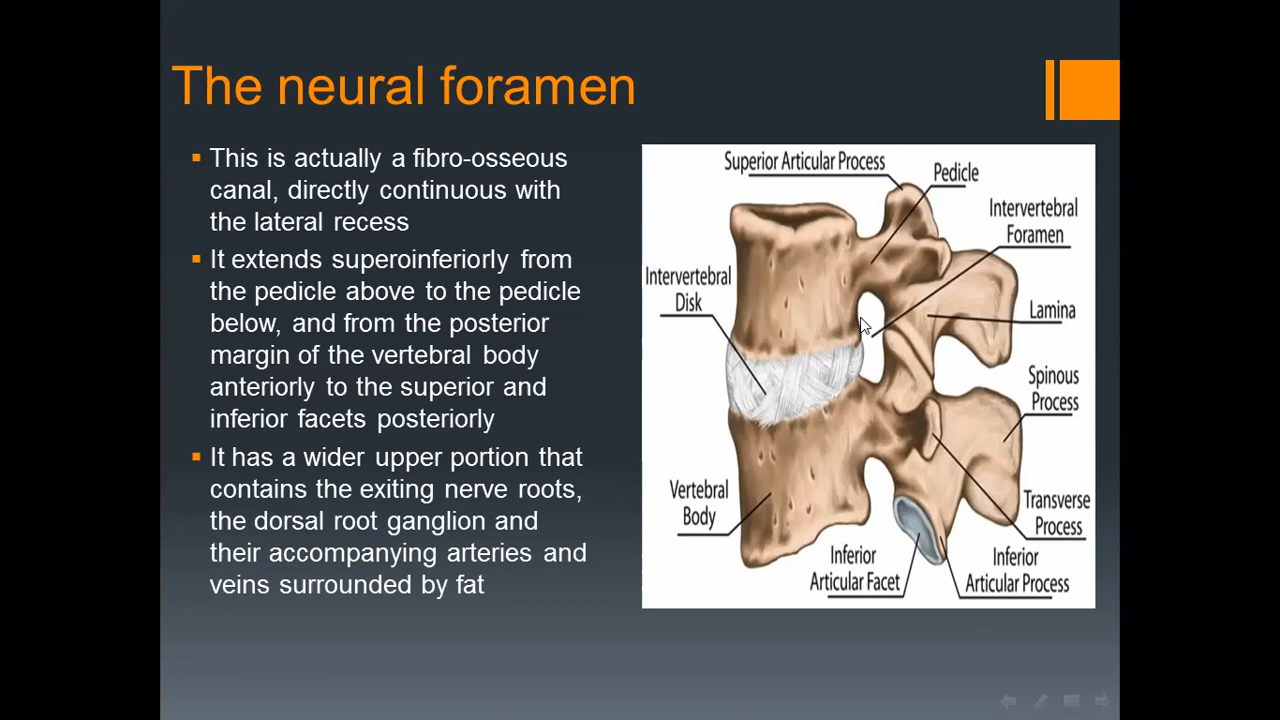 The neural foramen
This is actually a fibro-osseous
canal, directly continuous with
the lateral recess
It extends superoinferiorly from
the pedicle above to the pedicle
below, and from the posterior
margin of the vertebral body
anteriorly to the superior and
inferior facets posteriorly
It has a wider upper portion that
contains the exiting nerve roots,
the dorsal root ganglion and
their accompanying arteries and
veins surrounded by fat
Superior Articular Process
Pedicle
Intervertebral
Foramen
Intervertebral
Disk
Lamina
Spinous
Process
Vertebral
Body
Transverse
Process
Inferior
Articular Facet
Inferior
Articular Process